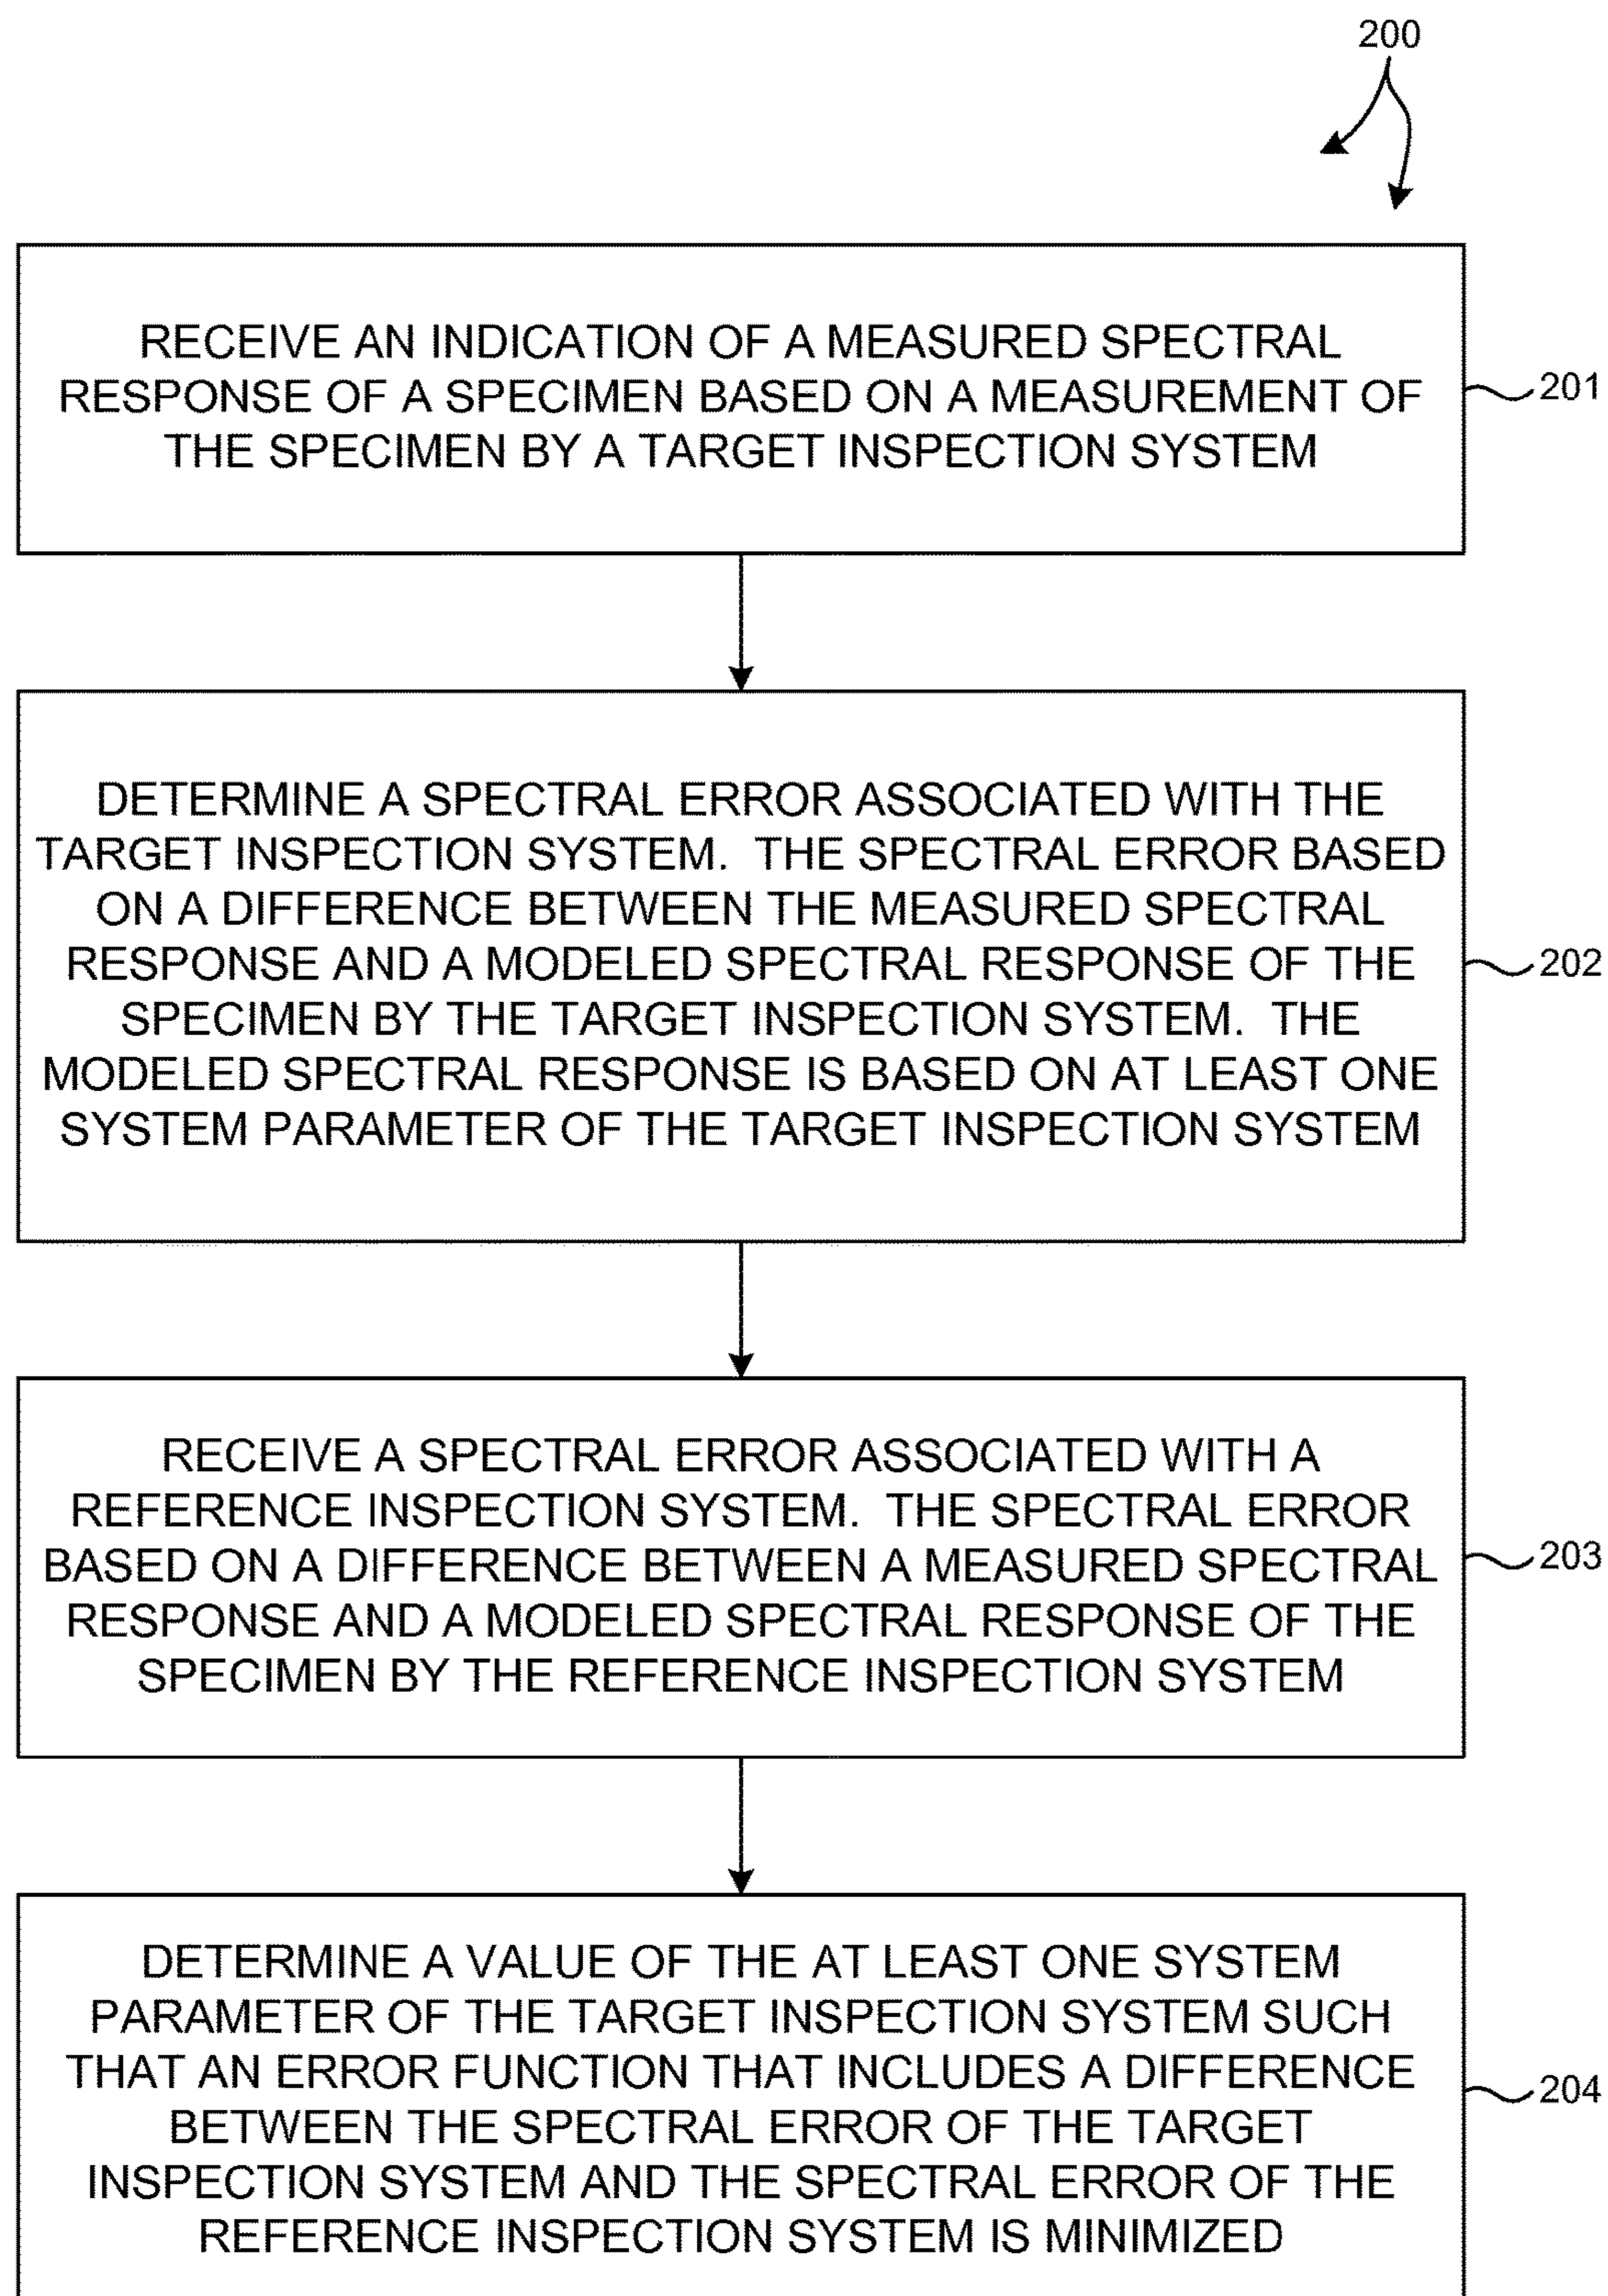 200
RECEIVE AN INDICATION OF A MEASURED SPECTRAL
RESPONSE OF A SPECIMEN BASED ON A MEASUREMENT OF
THE SPECIMEN BY A TARGET INSPECTION SYSTEM
201
DETERMINE A SPECTRAL ERROR ASSOCIATED WITH THE
TARGET INSPECTION SYSTEM. THE SPECTRAL ERROR BASED
ON A DIFFERENCE BETWEEN THE MEASURED SPECTRAL
RESPONSE AND A MODELED SPECTRAL RESPONSE OF THE
SPECIMEN BY THE TARGET INSPECTION SYSTEM. THE
MODELED SPECTRAL RESPONSE IS BASED ON AT LEAST ONE
SYSTEM PARAMETER OF THE TARGET INSPECTION SYSTEM
202
RECEIVE A SPECTRAL ERROR ASSOCIATED WITH A
REFERENCE INSPECTION SYSTEM. THE SPECTRAL ERROR
BASED ON A DIFFERENCE BETWEEN A MEASURED SPECTRAL
RESPONSE AND A MODELED SPECTRAL RESPONSE OF THE
SPECIMEN BY THE REFERENCE INSPECTION SYSTEM
203
DETERMINE A VALUE OF THE AT LEAST ONE SYSTEM
PARAMETER OF THE TARGET INSPECTION SYSTEM SUCH
THAT AN ERROR FUNCTION THAT INCLUDES A DIFFERENCE
BETWEEN THE SPECTRAL ERROR OF THE TARGET
INSPECTION SYSTEM AND THE SPECTRAL ERROR OF THE
REFERENCE INSPECTION SYSTEM IS MINIMIZED
204